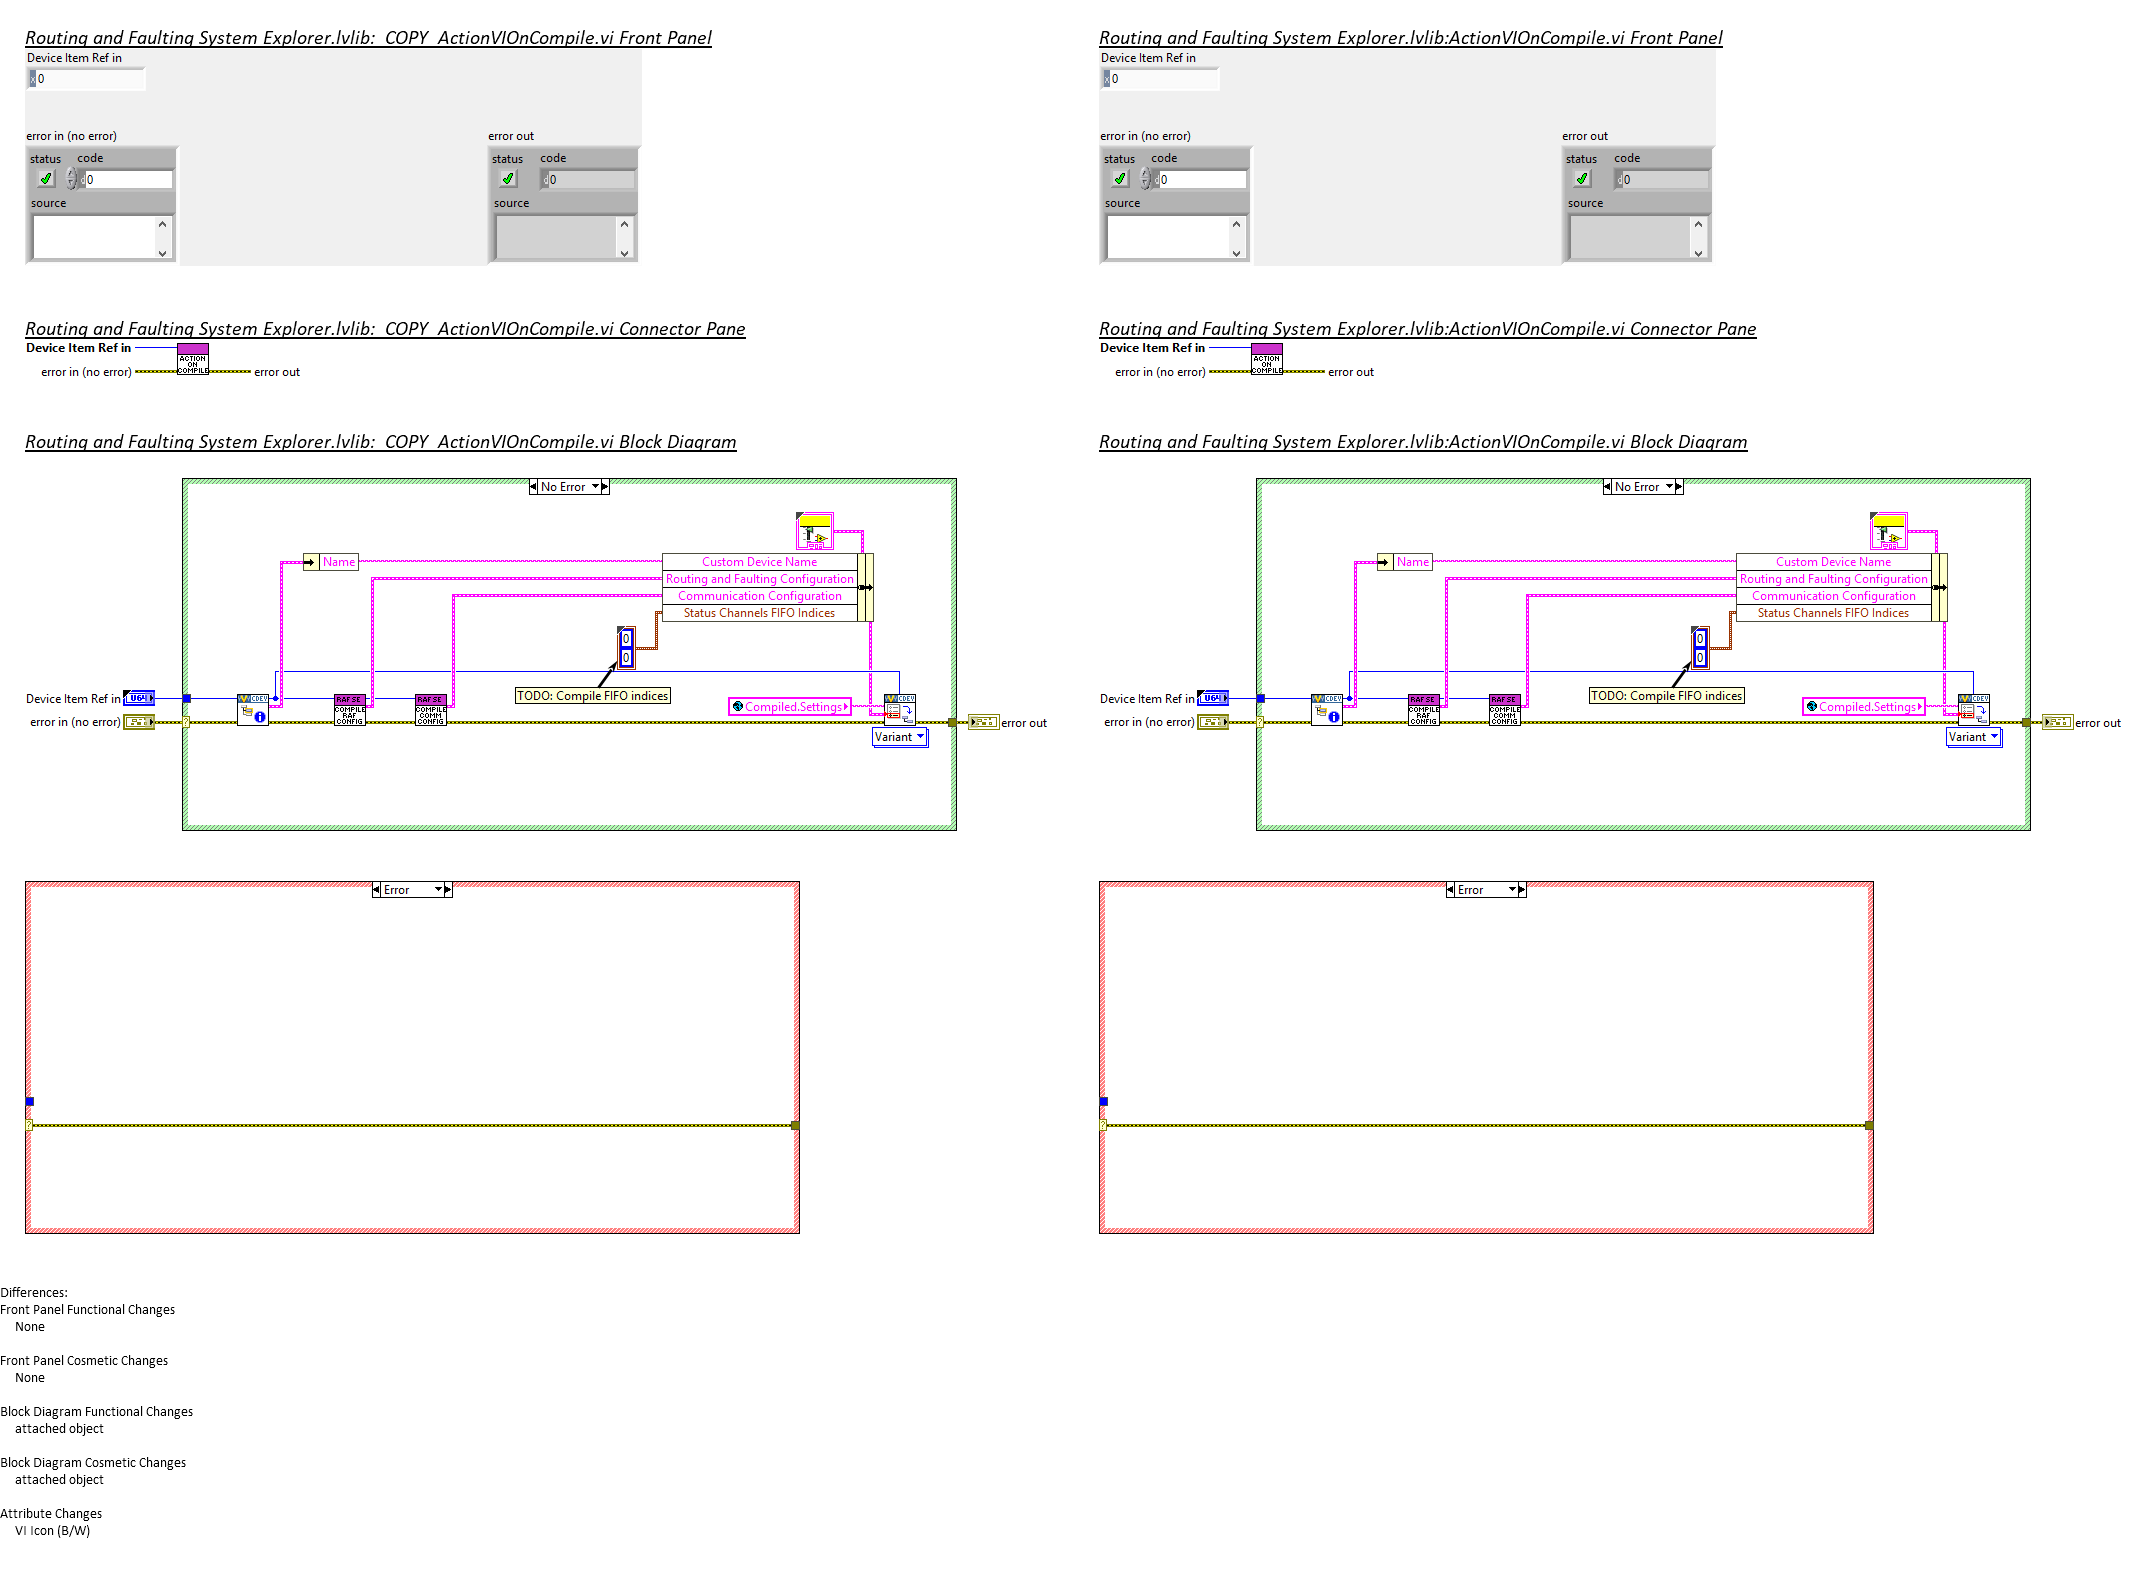 Routing and Faulting System Explorer.lvlib:_COPY_ActionVIOnCompile.vi Front Panel
Device Item Ref in
x 0
error in (no error)
error out
status code
d 0
source
status code
d 0
source
Routing and Faulting System Explorer.lvlib:_COPY_ActionVIOnCompile.vi Connector Pane
Device Item Ref in
ACTION
ON
COMPILE
error in (no error)
error out
Routing and Faulting System Explorer.lvlib:_COPY_ActionVIOnCompile.vi Block Diagram
No Error
Name
Custom Device Name
Routing and Faulting Configuration
Communication Configuration
Status Channels FIFO Indices
0
0
TODO: Compile FIFO indices
Device Item Ref in
U64
error in (no error)
?
CDEV
i
RAF SE
COMPILE
RAF
CONFIG
RAF SE
COMPILE
COMM
CONFIG
Compiled.Settings
CDEV
Variant
error out
Error
?
Routing and Faulting System Explorer.lvlib:ActionVIOnCompile.vi Front Panel
Device Item Ref in
x 0
error in (no error)
error out
status code
d 0
source
status code
d 0
source
Routing and Faulting System Explorer.lvlib:ActionVIOnCompile.vi Connector Pane
Device Item Ref in
ACTION
ON
COMPILE
error in (no error)
error out
Routing and Faulting System Explorer.lvlib:ActionVIOnCompile.vi Block Diagram
No Error
Name
Custom Device Name
Routing and Faulting Configuration
Communication Configuration
Status Channels FIFO Indices
0
0
TODO: Compile FIFO indices
Device Item Ref in
U64
error in (no error)
?
CDEV
i
RAF SE
COMPILE
RAF
CONFIG
RAF SE
COMPILE
COMM
CONFIG
Compiled.Settings
CDEV
Variant
error out
Error
?
Differences:
Front Panel Functional Changes
None
Front Panel Cosmetic Changes
None
Block Diagram Functional Changes
attached object
Block Diagram Cosmetic Changes
attached object
Attribute Changes
VI Icon (B/W)